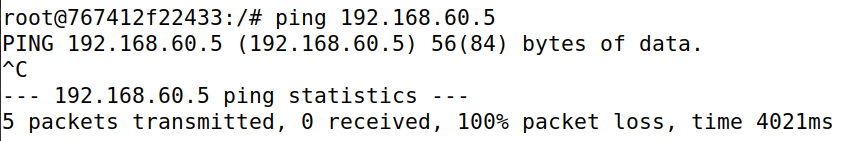 root@767412f22433:/# ping 192.168.60.5
PING 192.168.60.5 (192.168.60.5) 56(84) bytes of data.
^C
--- 192.168.60.5 ping statistics ---
5 packets transmitted, 0 received, 100% packet loss, time 4021ms